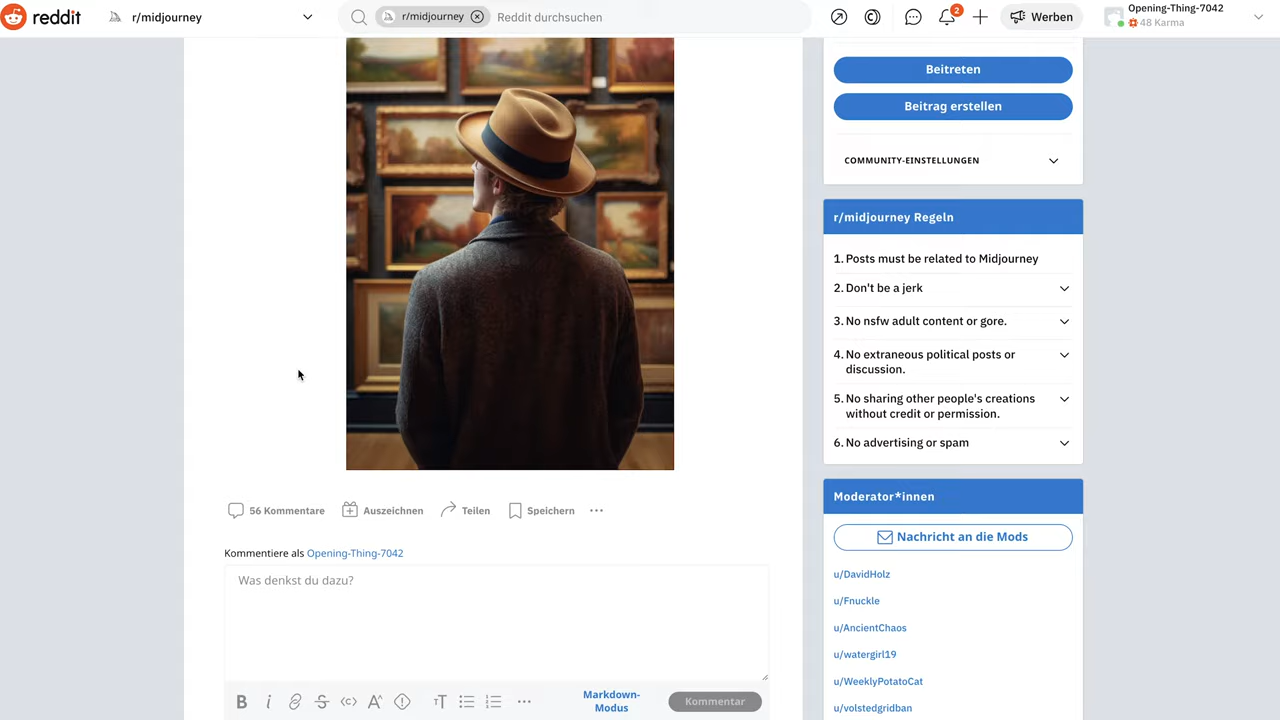 reddit
r/midjourney
r/midjourney
Reddit durchsuchen
2
Werben
Opening-Thing-7042
48 Karma
Beitreten
Beitrag erstellen
COMMUNITY-EINSTELLUNGEN
r/midjourney Regeln
1. Posts must be related to Midjourney
2. Don't be a jerk
3. No nsfw adult content or gore.
4. No extraneous political posts or
discussion.
5. No sharing other people's creations
without credit or permission.
6. No advertising or spam
56 Kommentare
Auszeichnen
Teilen
Speichern
Kommentiere als Opening-Thing-7042
Was denkst du dazu?
Markdown-
Modus
Kommentar
Moderator*innen
Nachricht an die Mods
u/DavidHolz
u/Fnuckle
u/AncientChaos
u/watergirl19
u/WeeklyPotatoCat
u/volstedgridban